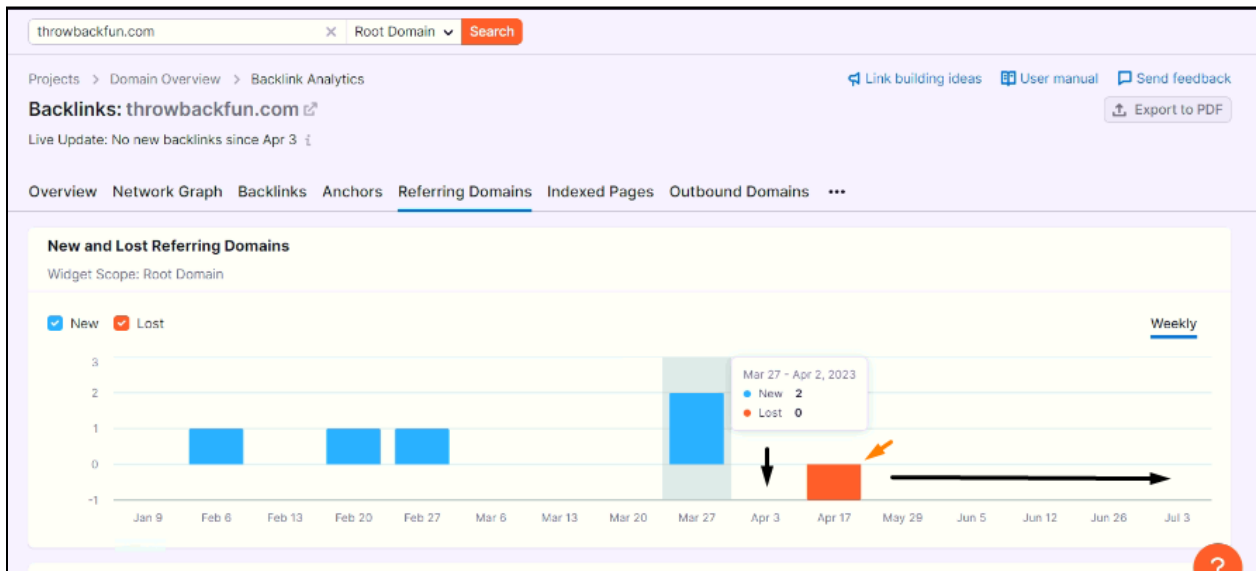 throwbackfun.com × Root Domain Search
Projects > Domain Overview > Backlink Analytics
Link building ideas User manual Send feedback
Backlinks: throwbackfun.com
Export to PDF
Live Update: No new backlinks since Apr 3 i
Overview Network Graph Backlinks Anchors Referring Domains Indexed Pages Outbound Domains •••
New and Lost Referring Domains
Widget Scope: Root Domain
New Lost
Weekly
3
2
1
0
-1
Mar 27 - Apr 2, 2023
New 2
Lost 0
Jan 9 Feb 6 Feb 13 Feb 20 Feb 27 Mar 6 Mar 13 Mar 20 Mar 27 Apr 3 Apr 17 May 29 Jun 5 Jun 12 Jun 26 Jul 3
?